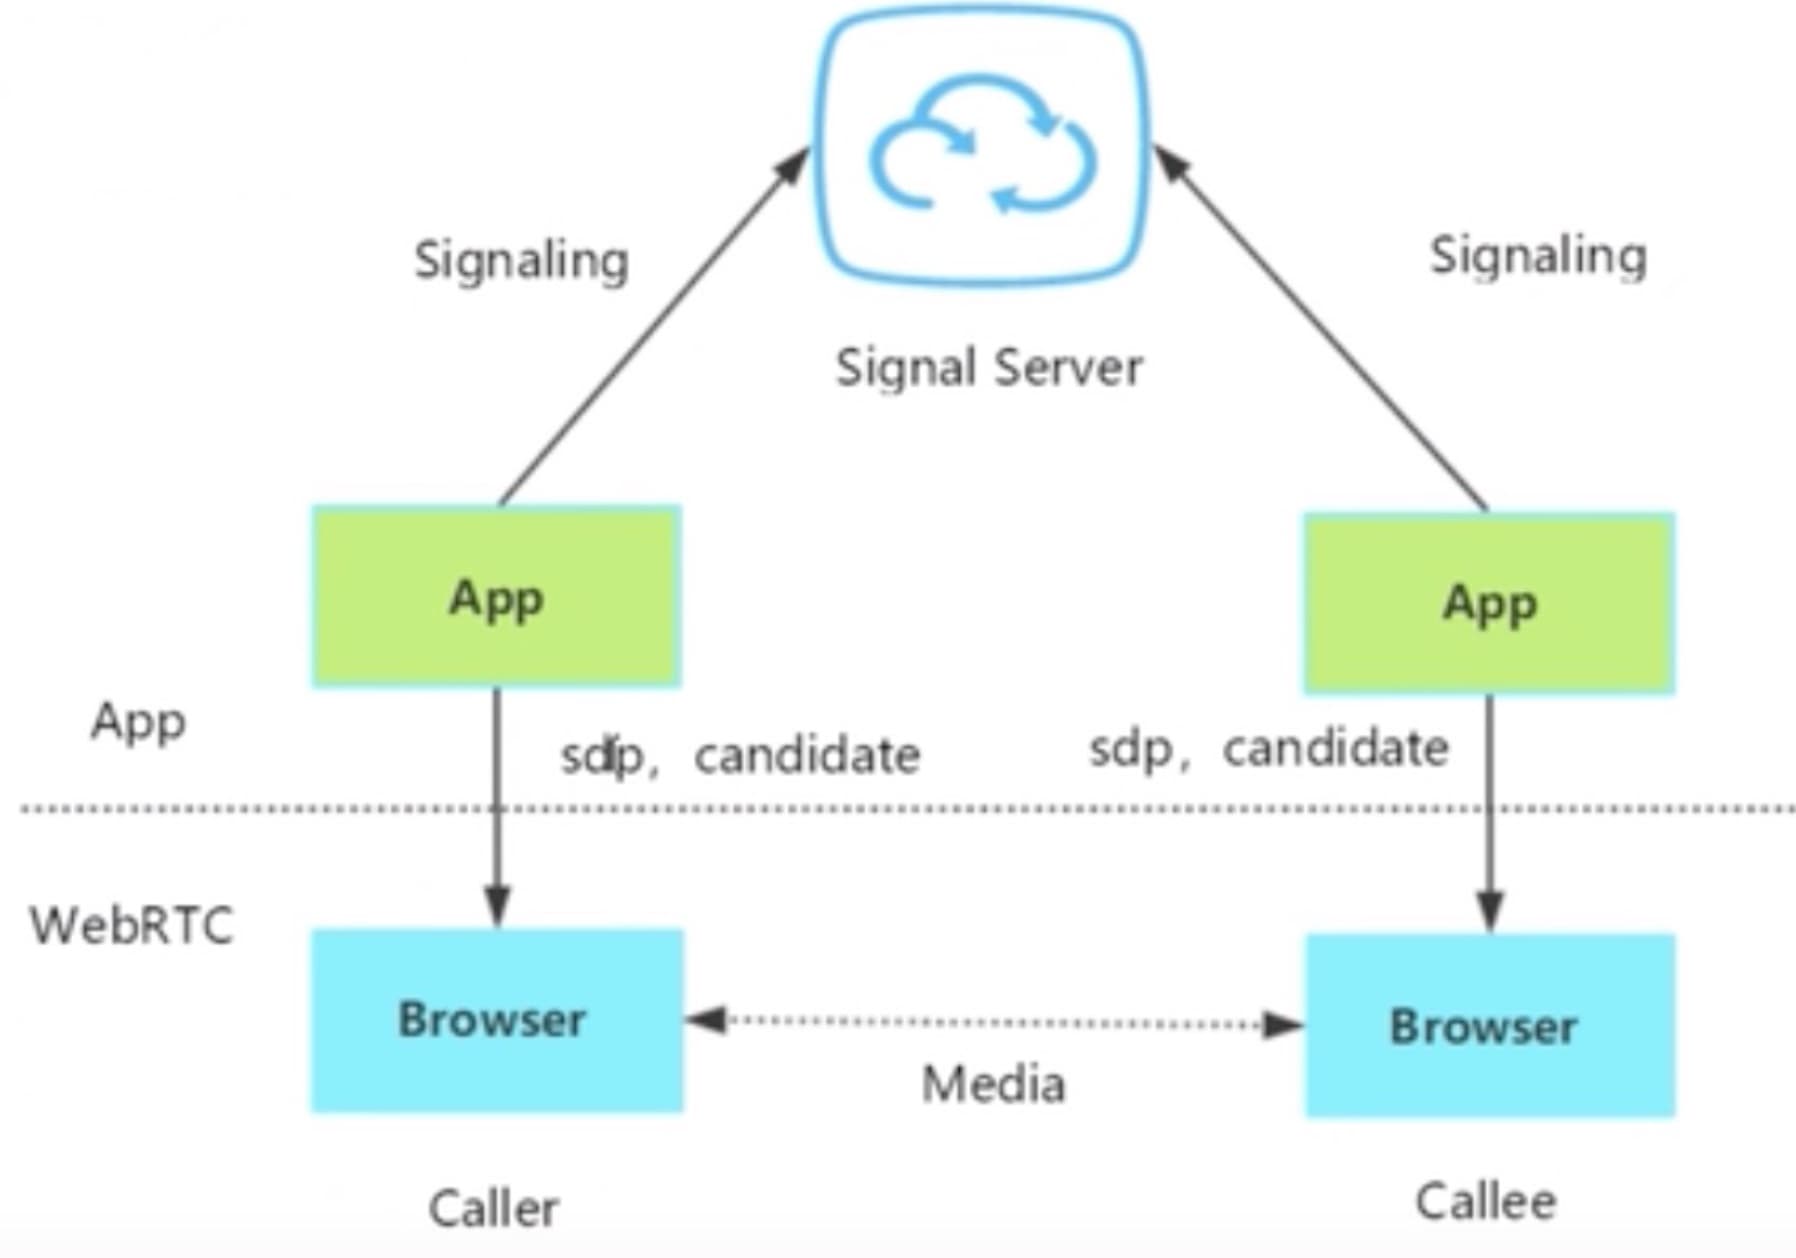 Signaling
Signaling
Signal Server
App
App
App
sdp, candidate
sdp, candidate
WebRTC
Browser
Browser
Media
Caller
Callee